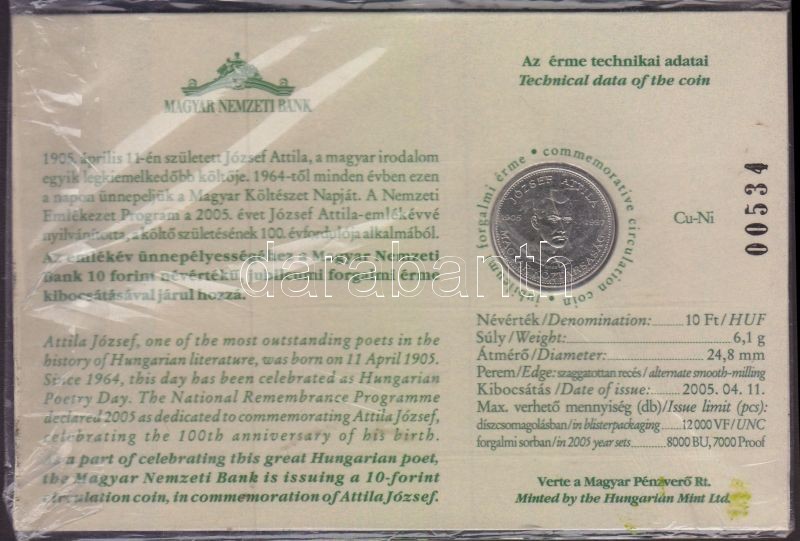 MAGYAR NEMZETI BANK
1905. április 11-én született József Attila, a magyar irodalom
egyik legkiemelkedőbb költője. 1964-től minden évben ezen
a napon ünnepeljük a Magyar Költészet Napját. A Nemzeti
Emlékezet Program a 2005. évet József Attila-emlékévvé
nyilvánította, a költő születésének 100. évfordulója alkalmából.
Az emlékév ünnepélyességéhez a Magyar Nemzeti
Bank 10 forint névértékű jubileumi forgalmi érme
kibocsátásával járul hozzá.
Attila József, one of the most outstanding poets in the
history of Hungarian literature, was born on 11 April 1905.
Since 1964, this day has been celebrated as Hungarian
Poetry Day. The National Remembrance Programme
declared 2005 as dedicated to commemorating Attila József,
celebrating the 100th anniversary of his birth.
As a part of celebrating this great Hungarian poet,
the Magyar Nemzeti Bank is issuing a 10-forint
circulation coin, in commemoration of Attila József.
Az érme technikai adatai
Technical data of the coin
jubileumi forgalmi érme • commemorative circulation coin •
JÓZSEF ATTILA
1905 1937
MAGYAR KÖZTÁRSASÁG
Cu-Ni
00534
Névérték/Denomination: 10 Ft/HUF
Súly/Weight: 6,1 g
Átmérő/Diameter: 24,8 mm
Perem/Edge: szaggatottan recés/alternate smooth-milling
Kibocsátás/Date of issue: 2005. 04. 11.
Max. verhető mennyiség (db)/Issue limit (pcs):
díszcsomagolásban/in blisterpackaging 12000 VF/UNC
forgalmi sorban/in 2005 year sets 8000 BU, 7000 Proof
Verte a Magyar Pénzverő Rt.
Minted by the Hungarian Mint Ltd.
darabanth